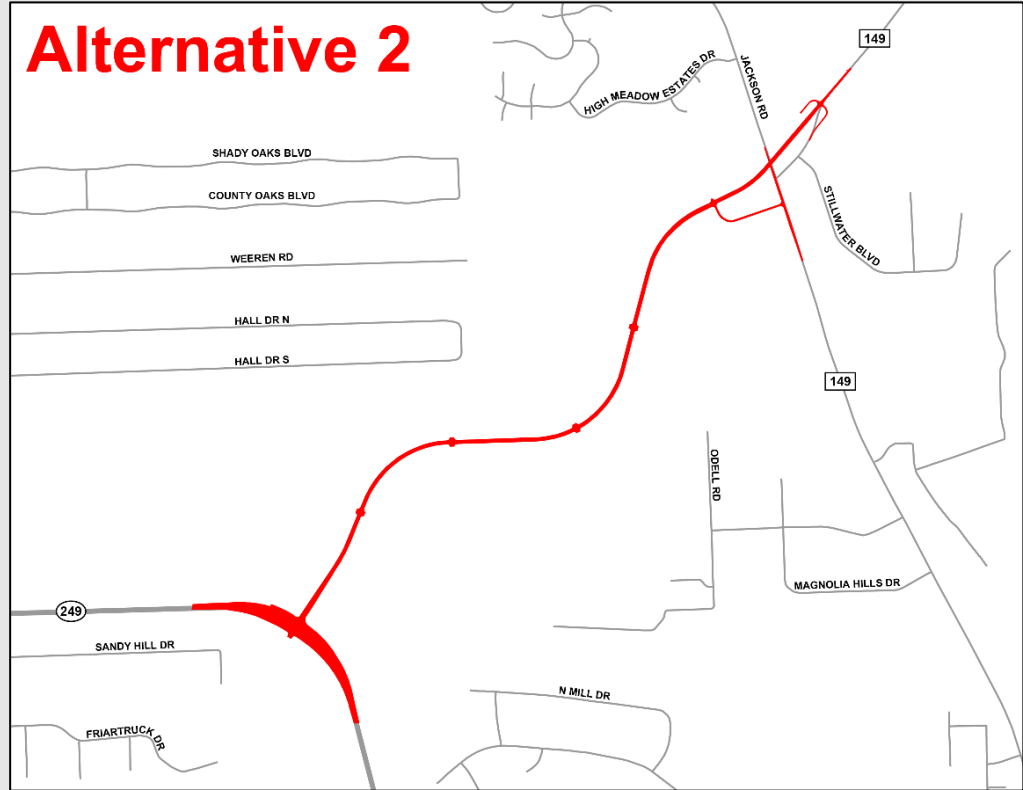 Alternative 2
149
JACKSON RD
HIGH MEADOW ESTATES DR
SHADY OAKS BLVD
COUNTY OAKS BLVD
STILLWATER BLVD
WEEREN RD
HALL DR N
HALL DR S
149
ODELL RD
MAGNOLIA HILLS DR
249
SANDY HILL DR
N MILL DR
FRIARTRUCK DR